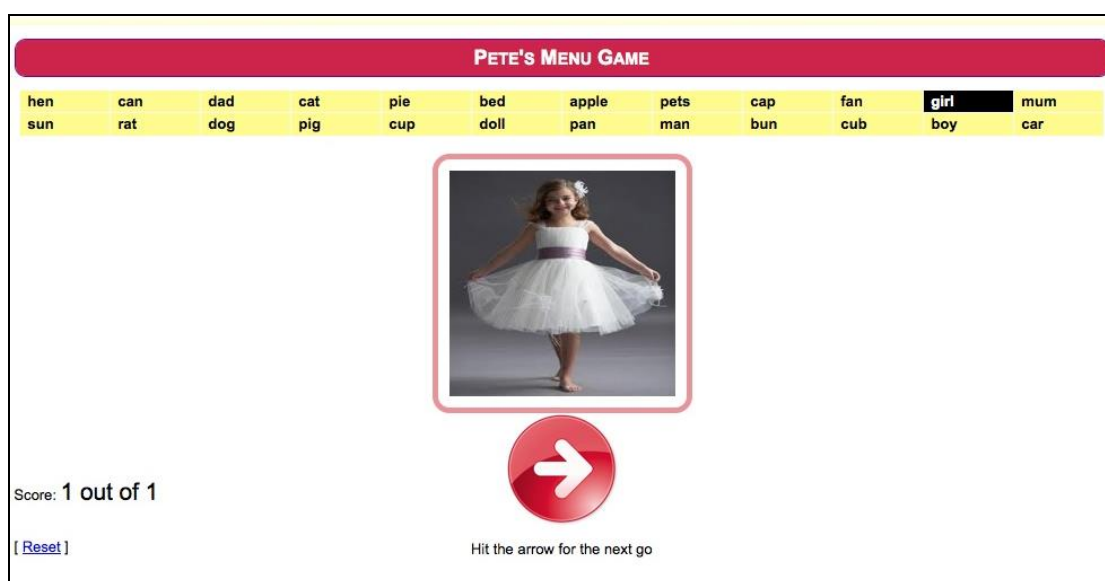 PETE'S MENU GAME
hen can dad cat pie bed apple pets cap fan girl mum
sun rat dog pig cup doll pan man bun cub boy car
Score: 1 out of 1
[ Reset ]
Hit the arrow for the next go